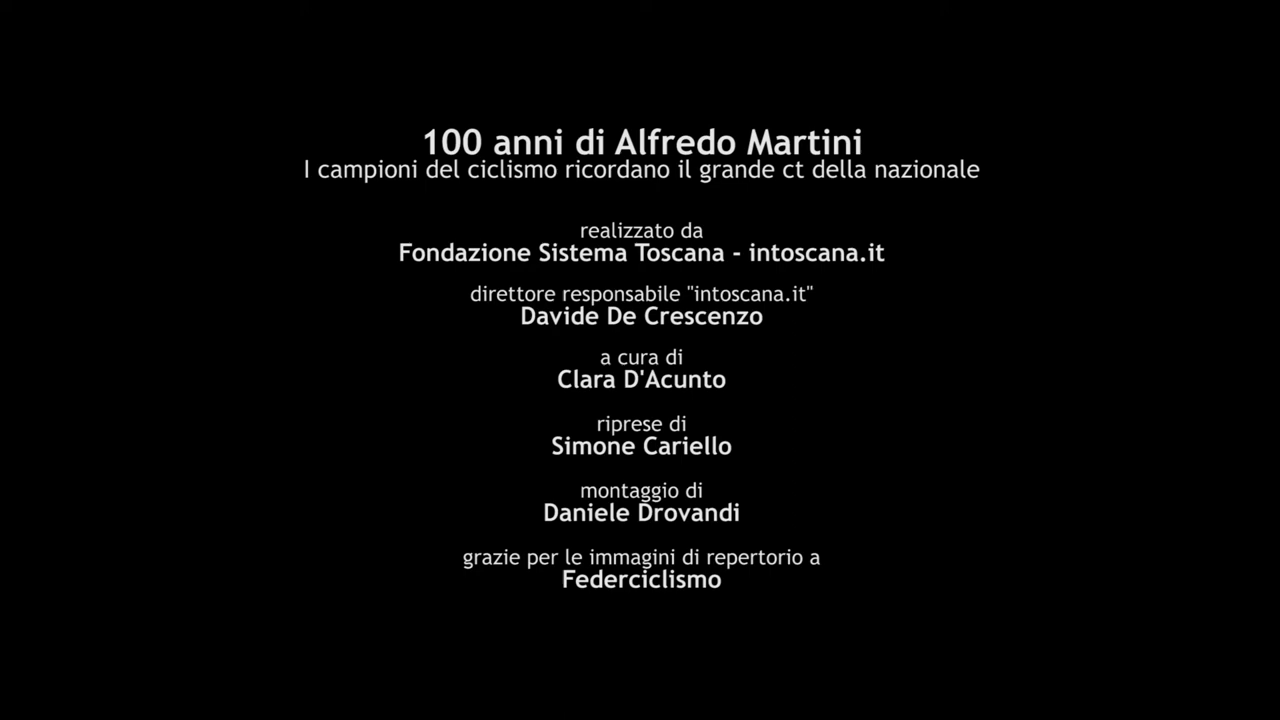 100 anni di Alfredo Martini
I campioni del ciclismo ricordano il grande ct della nazionale
realizzato da
Fondazione Sistema Toscana - intoscana.it
direttore responsabile "intoscana.it"
Davide De Crescenzo
a cura di
Clara D'Acunto
riprese di
Simone Cariello
montaggio di
Daniele Drovandi
grazie per le immagini di repertorio a
Federciclismo